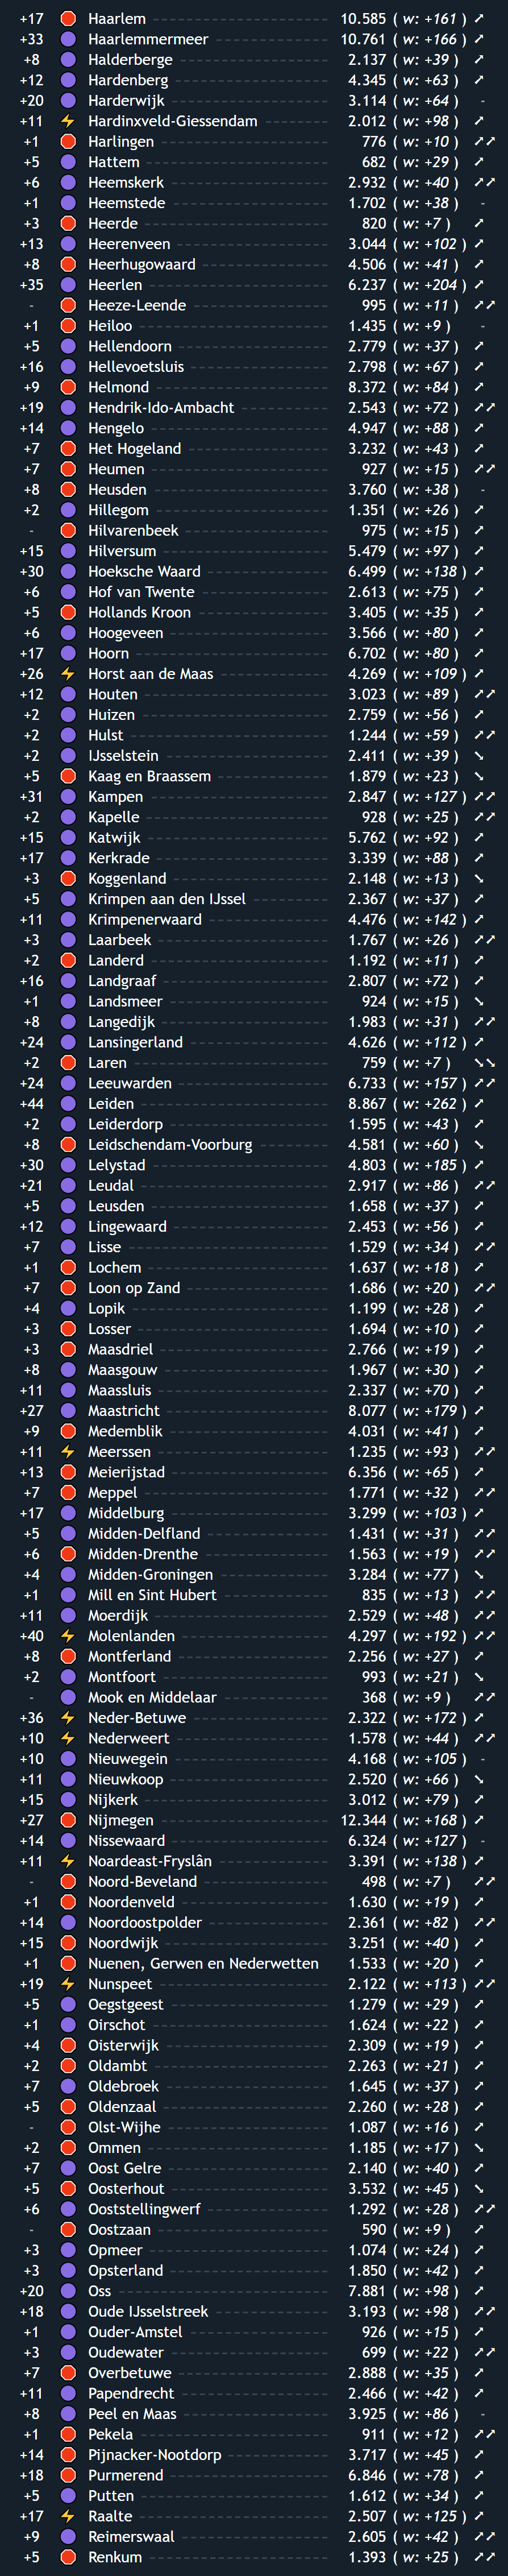 +17 Haarlem 10.585 ( w: +161 )
+33 Haarlemmermeer 10.761 ( w: +166 )
+8 Halderberge 2.137 ( w: +39 )
+12 Hardenberg 4.345 ( w: +63 )
+20 Harderwijk 3.114 ( w: +64 ) -
+11 Hardinxveld-Giessendam 2.012 ( w: +98 )
+1 Harlingen 776 ( w: +10 )
+5 Hattem 682 ( w: +29 )
+6 Heemskerk 2.932 ( w: +40 )
+1 Heemstede 1.702 ( w: +38 ) -
+3 Heerde 820 ( w: +7 )
+13 Heerenveen 3.044 ( w: +102 )
+8 Heerhugowaard 4.506 ( w: +41 )
+35 Heerlen 6.237 ( w: +204 )
- Heeze-Leende 995 ( w: +11 )
+1 Heiloo 1.435 ( w: +9 ) -
+5 Hellendoorn 2.779 ( w: +37 )
+16 Hellevoetsluis 2.798 ( w: +67 )
+9 Helmond 8.372 ( w: +84 )
+19 Hendrik-Ido-Ambacht 2.543 ( w: +72 )
+14 Hengelo 4.947 ( w: +88 )
+7 Het Hogeland 3.232 ( w: +43 )
+7 Heumen 927 ( w: +15 )
+8 Heusden 3.760 ( w: +38 ) -
+2 Hillegom 1.351 ( w: +26 )
- Hilvarenbeek 975 ( w: +15 )
+15 Hilversum 5.479 ( w: +97 )
+30 Hoeksche Waard 6.499 ( w: +138 )
+6 Hof van Twente 2.613 ( w: +75 )
+5 Hollands Kroon 3.405 ( w: +35 )
+6 Hoogeveen 3.566 ( w: +80 )
+17 Hoorn 6.702 ( w: +80 )
+26 Horst aan de Maas 4.269 ( w: +109 )
+12 Houten 3.023 ( w: +89 )
+2 Huizen 2.759 ( w: +56 )
+2 Hulst 1.244 ( w: +59 )
+2 IJsselstein 2.411 ( w: +39 )
+5 Kaag en Braassem 1.879 ( w: +23 )
+31 Kampen 2.847 ( w: +127 )
+2 Kapelle 928 ( w: +25 )
+15 Katwijk 5.762 ( w: +92 )
+17 Kerkrade 3.339 ( w: +88 )
+3 Koggenland 2.148 ( w: +13 )
+5 Krimpen aan den IJssel 2.367 ( w: +37 )
+11 Krimpenerwaard 4.476 ( w: +142 )
+3 Laarbeek 1.767 ( w: +26 )
+2 Landerd 1.192 ( w: +11 )
+16 Landgraaf 2.807 ( w: +72 )
+1 Landsmeer 924 ( w: +15 )
+8 Langedijk 1.983 ( w: +31 )
+24 Lansingerland 4.626 ( w: +112 )
+2 Laren 759 ( w: +7 )
+24 Leeuwarden 6.733 ( w: +157 )
+44 Leiden 8.867 ( w: +262 )
+2 Leiderdorp 1.595 ( w: +43 )
+8 Leidschendam-Voorburg 4.581 ( w: +60 )
+30 Lelystad 4.803 ( w: +185 )
+21 Leudal 2.917 ( w: +86 )
+5 Leusden 1.658 ( w: +37 )
+12 Lingewaard 2.453 ( w: +56 )
+7 Lisse 1.529 ( w: +34 )
+1 Lochem 1.637 ( w: +18 )
+7 Loon op Zand 1.686 ( w: +20 )
+4 Lopik 1.199 ( w: +28 )
+3 Losser 1.694 ( w: +10 )
+3 Maasdriel 2.766 ( w: +19 )
+8 Maasgouw 1.967 ( w: +30 )
+11 Maassluis 2.337 ( w: +70 )
+27 Maastricht 8.077 ( w: +179 )
+9 Medemblik 4.031 ( w: +41 )
+11 Meerssen 1.235 ( w: +93 )
+13 Meierijstad 6.356 ( w: +65 )
+7 Meppel 1.771 ( w: +32 )
+17 Middelburg 3.299 ( w: +103 )
+5 Midden-Delfland 1.431 ( w: +31 )
+6 Midden-Drenthe 1.563 ( w: +19 )
+4 Midden-Groningen 3.284 ( w: +77 )
+1 Mill en Sint Hubert 835 ( w: +13 )
+11 Moerdijk 2.529 ( w: +48 )
+40 Molenlanden 4.297 ( w: +192 )
+8 Montferland 2.256 ( w: +27 )
+2 Montfoort 993 ( w: +21 )
- Mook en Middelaar 368 ( w: +9 )
+36 Neder-Betuwe 2.322 ( w: +172 )
+10 Nederweert 1.578 ( w: +44 )
+10 Nieuwegein 4.168 ( w: +105 ) -
+11 Nieuwkoop 2.520 ( w: +66 )
+15 Nijkerk 3.012 ( w: +79 )
+27 Nijmegen 12.344 ( w: +168 )
+14 Nissewaard 6.324 ( w: +127 ) -
+11 Noardeast-Fryslân 3.391 ( w: +138 )
- Noord-Beveland 498 ( w: +7 )
+1 Noordenveld 1.630 ( w: +19 )
+14 Noordoostpolder 2.361 ( w: +82 )
+15 Noordwijk 3.251 ( w: +40 )
+1 Nuenen, Gerwen en Nederwetten 1.533 ( w: +20 )
+19 Nunspeet 2.122 ( w: +113 )
+5 Oegstgeest 1.279 ( w: +29 )
+1 Oirschot 1.624 ( w: +22 )
+4 Oisterwijk 2.309 ( w: +19 )
+2 Oldambt 2.263 ( w: +21 )
+7 Oldebroek 1.645 ( w: +37 )
+5 Oldenzaal 2.260 ( w: +28 )
- Olst-Wijhe 1.087 ( w: +16 )
+2 Ommen 1.185 ( w: +17 )
+7 Oost Gelre 2.140 ( w: +40 )
+5 Oosterhout 3.532 ( w: +45 )
+6 Ooststellingwerf 1.292 ( w: +28 )
- Oostzaan 590 ( w: +9 )
+3 Opmeer 1.074 ( w: +24 )
+3 Opsterland 1.850 ( w: +42 )
+20 Oss 7.881 ( w: +98 )
+18 Oude IJsselstreek 3.193 ( w: +98 )
+1 Ouder-Amstel 926 ( w: +15 )
+3 Oudewater 699 ( w: +22 )
+7 Overbetuwe 2.888 ( w: +35 )
+11 Papendrecht 2.466 ( w: +42 )
+8 Peel en Maas 3.925 ( w: +86 ) -
+1 Pekela 911 ( w: +12 )
+14 Pijnacker-Nootdorp 3.717 ( w: +45 )
+18 Purmerend 6.846 ( w: +78 )
+5 Putten 1.612 ( w: +34 )
+17 Raalte 2.507 ( w: +125 )
+9 Reimerswaal 2.605 ( w: +42 )
+5 Renkum 1.393 ( w: +25 )